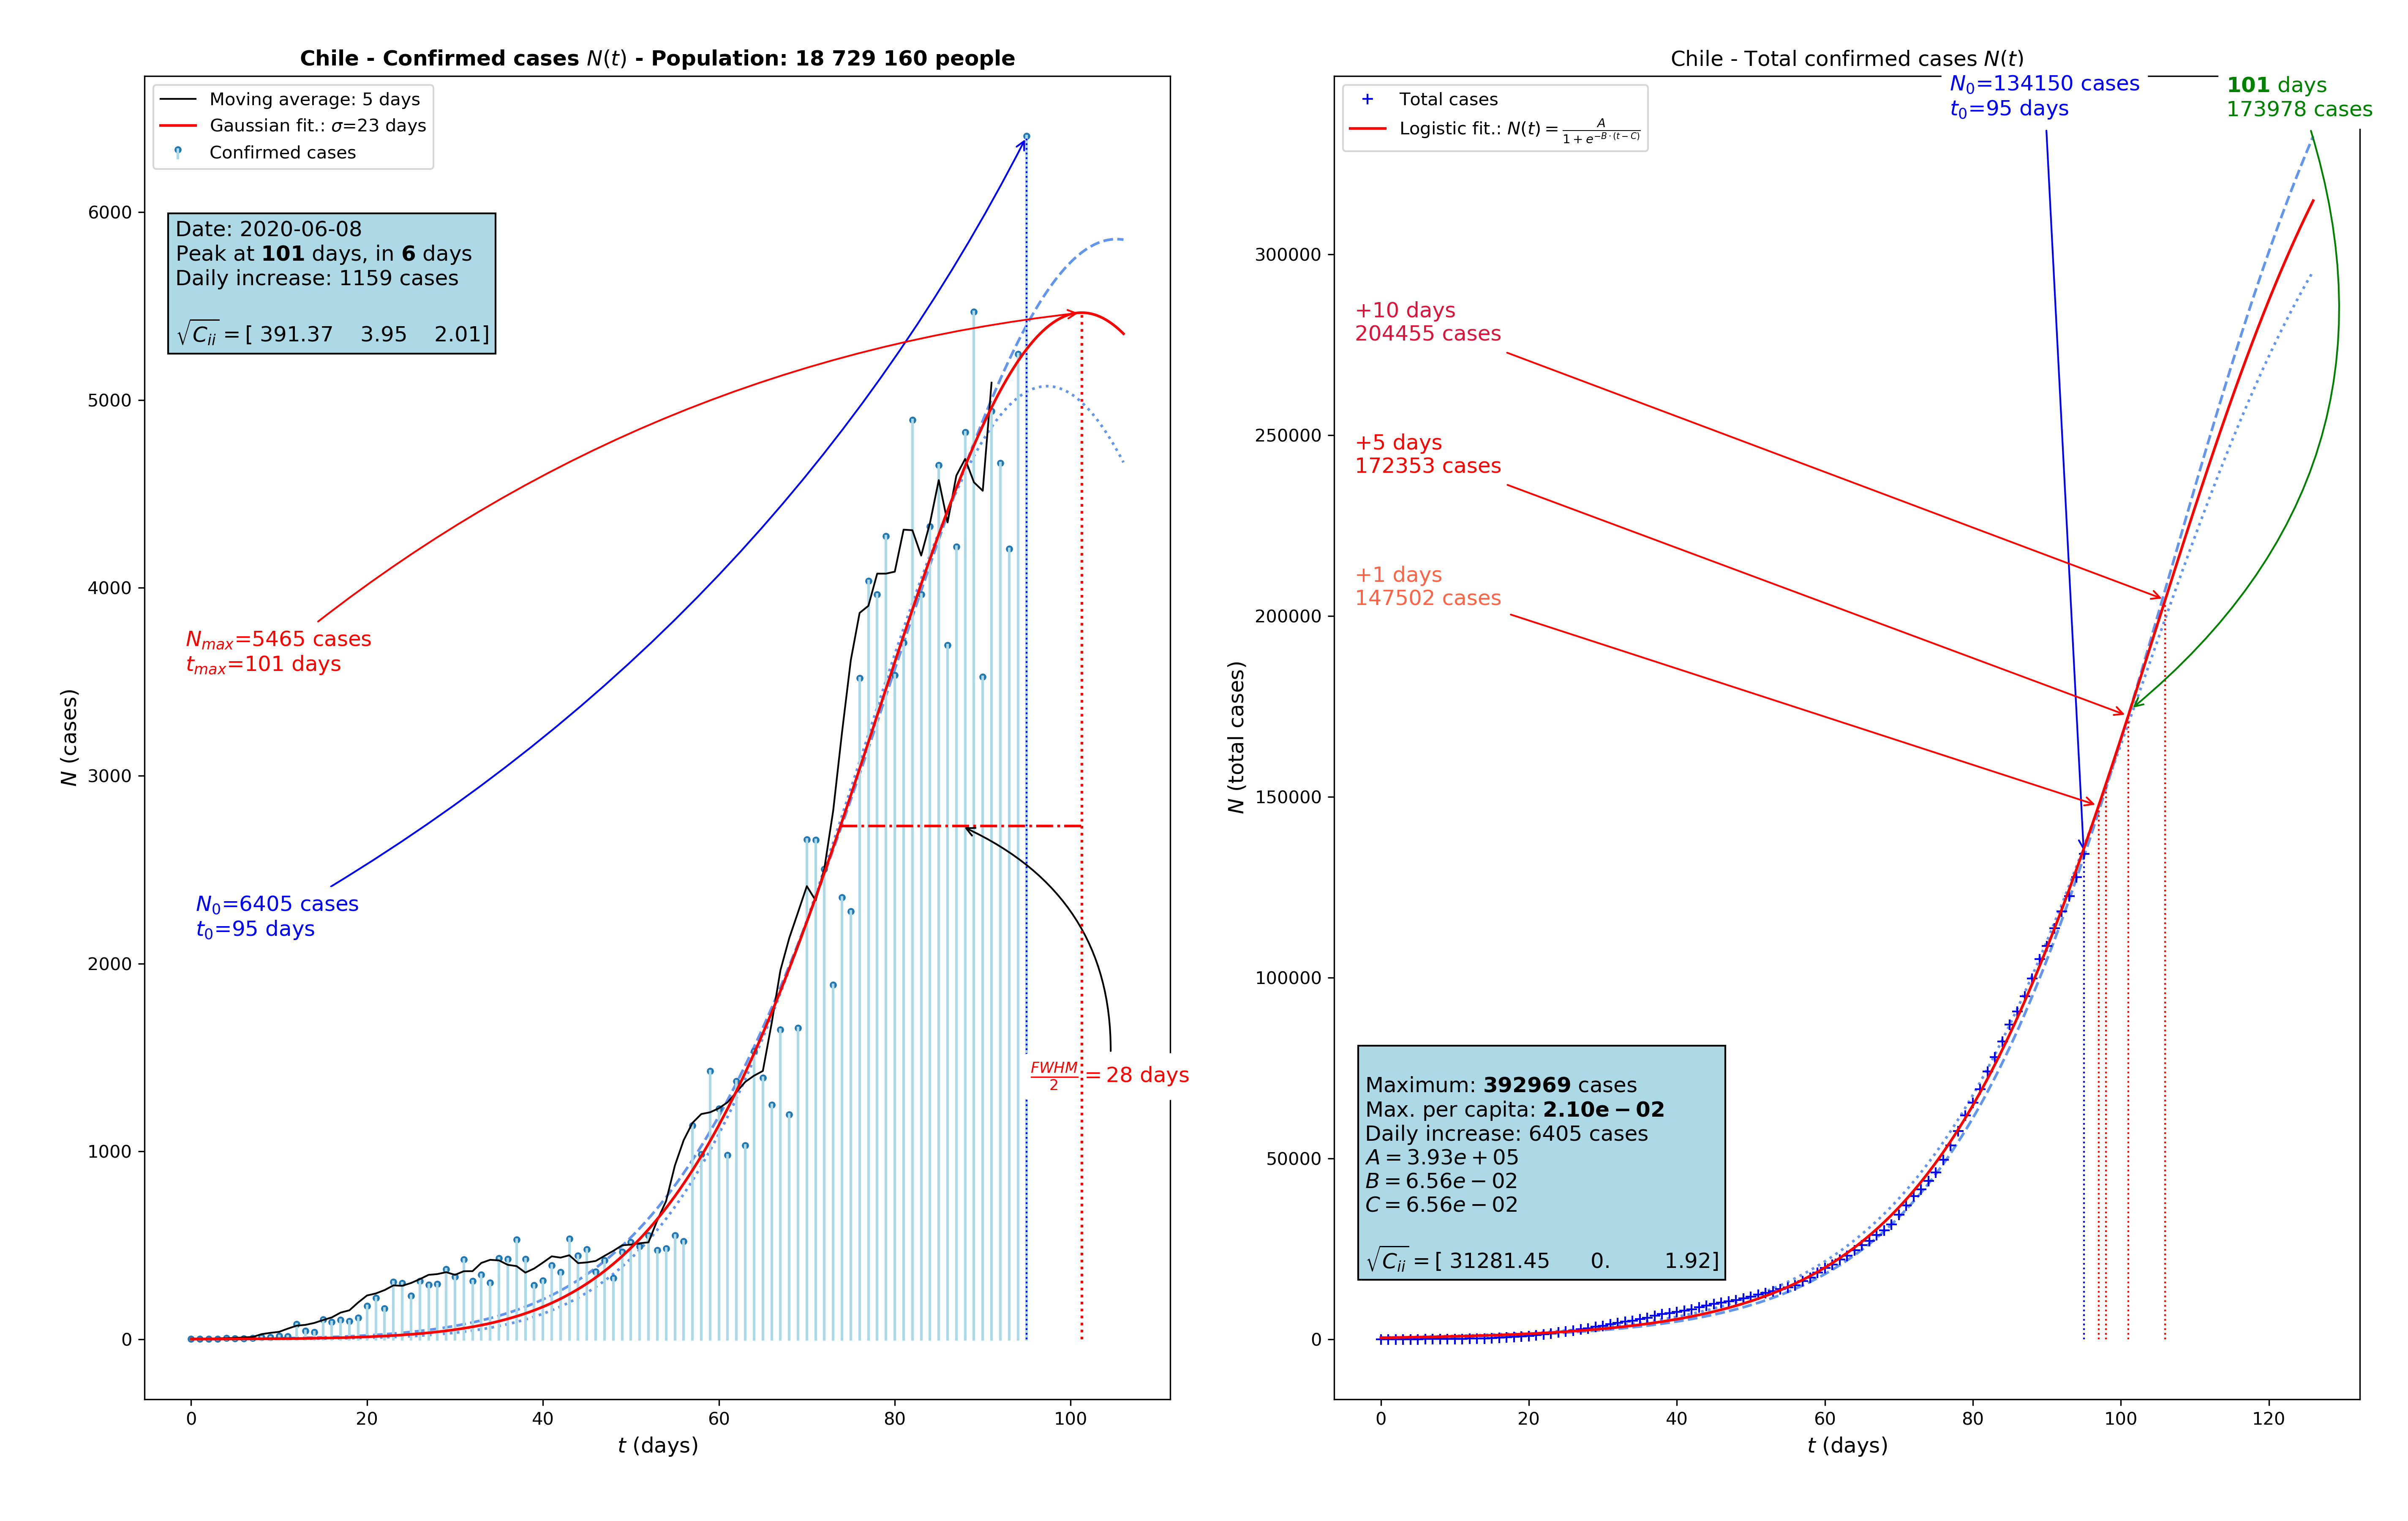 Chile - Confirmed cases N(t) - Population: 18 729 160 people
Moving average: 5 days
Gaussian fit.: σ=23 days
Confirmed cases
Date: 2020-06-08
Peak at 101 days, in 6 days
Daily increase: 1159 cases
√C_ii = [ 391.37 3.95 2.01]
N_max=5465 cases
t_max=101 days
N_0=6405 cases
t_0=95 days
FWHM/2 = 28 days
N (cases)
6000
5000
4000
3000
2000
1000
0
0 20 40 60 80 100
t (days)
Chile - Total confirmed cases N(t)
N_0=134150 cases
t_0=95 days
101 days
173978 cases
Total cases
Logistic fit.: N(t) = A/(1 + e^{−B·(t−C)})
+10 days
204455 cases
+5 days
172353 cases
+1 days
147502 cases
Maximum: 392969 cases
Max. per capita: 2.10e − 02
Daily increase: 6405 cases
A = 3.93e + 05
B = 6.56e − 02
C = 6.56e − 02
√C_ii = [ 31281.45 0. 1.92]
N (total cases)
300000
250000
200000
150000
100000
50000
0
0 20 40 60 80 100 120
t (days)